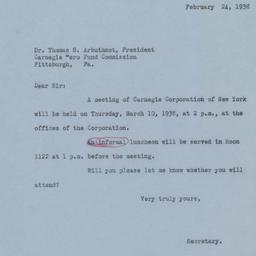 February 24, 1938
Dr. Thomas S. Arbuthnot, President
Carnegie "ero Fund Commission
Pittsburgh, Pa.
Dear Sir:
A meeting of Carnegie Corporation of New York
will be held on Thursday, March 10, 1938, at 2 p.m., at the
offices of the Corporation.
An informal luncheon will be served in Room
1122 at 1 p.m. before the meeting.
Will you please let me know whether you will
attend?
Very truly yours,
Secretary.